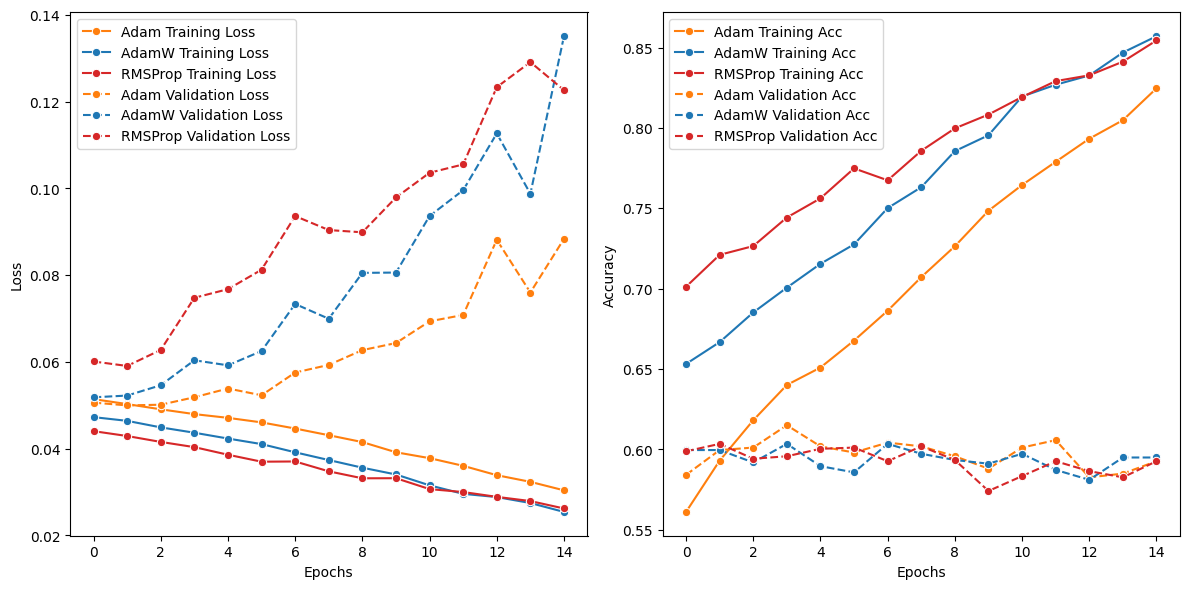 Adam Training Loss
AdamW Training Loss
RMSProp Training Loss
Adam Validation Loss
AdamW Validation Loss
RMSProp Validation Loss
0.14
0.12
0.10
0.08
0.06
0.04
0.02
Loss
0 2 4 6 8 10 12 14
Epochs
Adam Training Acc
AdamW Training Acc
RMSProp Training Acc
Adam Validation Acc
AdamW Validation Acc
RMSProp Validation Acc
0.85
0.80
0.75
0.70
0.65
0.60
0.55
Accuracy
0 2 4 6 8 10 12 14
Epochs